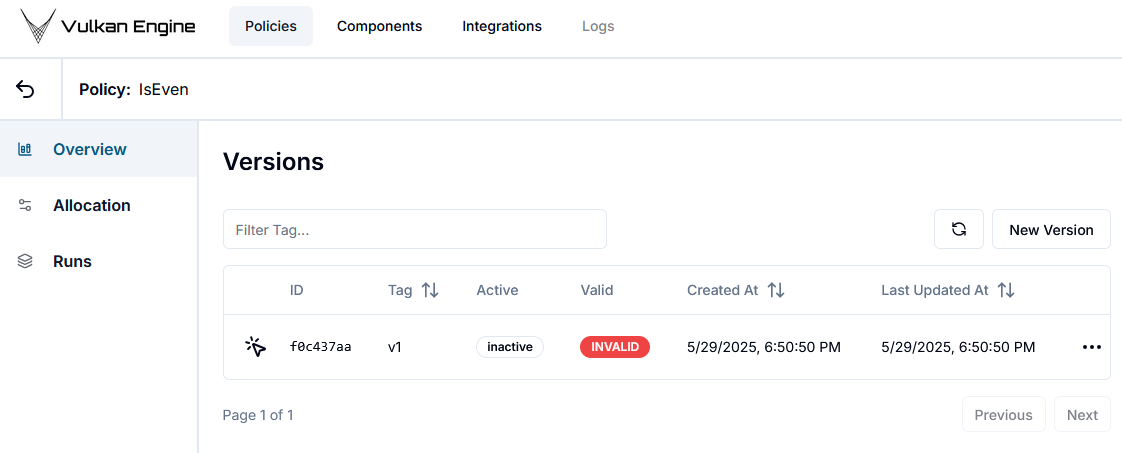 Vulkan Engine Policies Components Integrations Logs
Policy: IsEven
Overview
Allocation
Runs
Versions
Filter Tag...
New Version
ID Tag Active Valid Created At Last Updated At
f0c437aa v1 inactive INVALID 5/29/2025, 6:50:50 PM 5/29/2025, 6:50:50 PM
Page 1 of 1 Previous Next